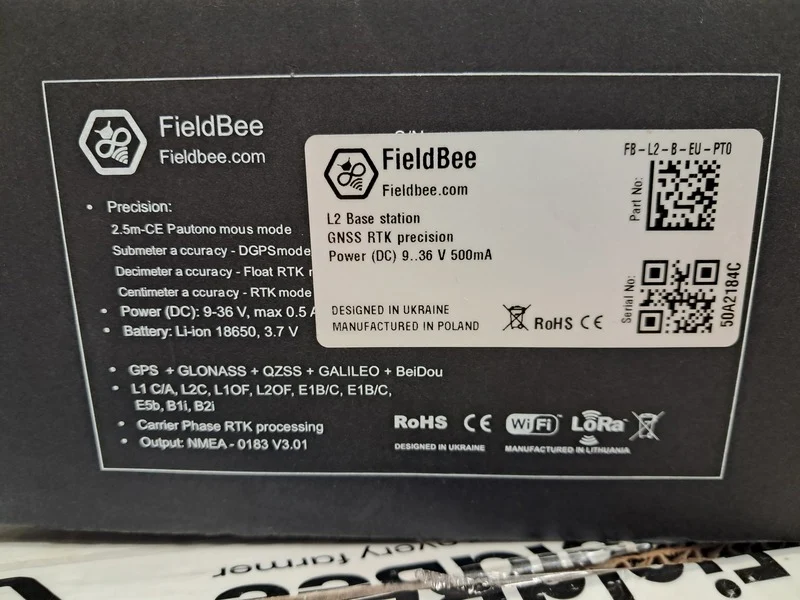 FieldBee
Fieldbee.com
• Precision:
2.5m-CE Pautono mous mode
Submeter a ccuracy - DGPSmode
Decimeter a ccuracy - Float RTK
Centimeter a ccuracy - RTK mode
• Power (DC): 9-36 V, max 0.5 A
• Battery: Li-ion 18650, 3.7 V
• GPS + GLONASS + QZSS + GALILEO + BeiDou
• L1 C/A, L2C, L1OF, L2OF, E1B/C, E1B/C,
E5b, B1i, B2i
• Carrier Phase RTK processing
• Output: NMEA - 0183 V3.01
RoHS CE WiFi LoRa
DESIGNED IN UKRAINE MANUFACTURED IN LITHUANIA
FieldBee
Fieldbee.com
L2 Base station
GNSS RTK precision
Power (DC) 9..36 V 500mA
DESIGNED IN UKRAINE
MANUFACTURED IN POLAND
RoHS CE
FB-L2-B-EU-PT0
Part No:
Serial No:
50A2184C
every farmer
FieldBee